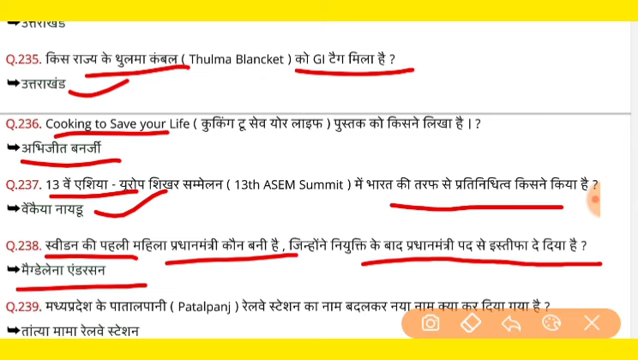 ➡उत्तराखंड
Q.235. किस राज्य के थुलमा कंबल ( Thulma Blancket ) को GI टैग मिला है ?
➡उत्तराखंड
Q.236. Cooking to Save your Life ( कुकिंग टू सेव योर लाइफ ) पुस्तक को किसने लिखा है । ?
➡अभिजीत बनर्जी
Q.237. 13 वें एशिया - यूरोप शिखर सम्मेलन ( 13th ASEM Summit ) में भारत की तरफ से प्रतिनिधित्व किसने किया है ?
➡वेंकैया नायडू
Q.238. स्वीडन की पहली महिला प्रधानमंत्री कौन बनी है , जिन्होंने नियुक्ति के बाद प्रधानमंत्री पद से इस्तीफा दे दिया है ?
➡मैग्डेलेना एंडरसन
Q.239. मध्यप्रदेश के पातालपानी ( Patalpanj ) रेलवे स्टेशन का नाम बदलकर नया नाम क्या कर दिया गया है ?
➡तांत्या मामा रेलवे स्टेशन